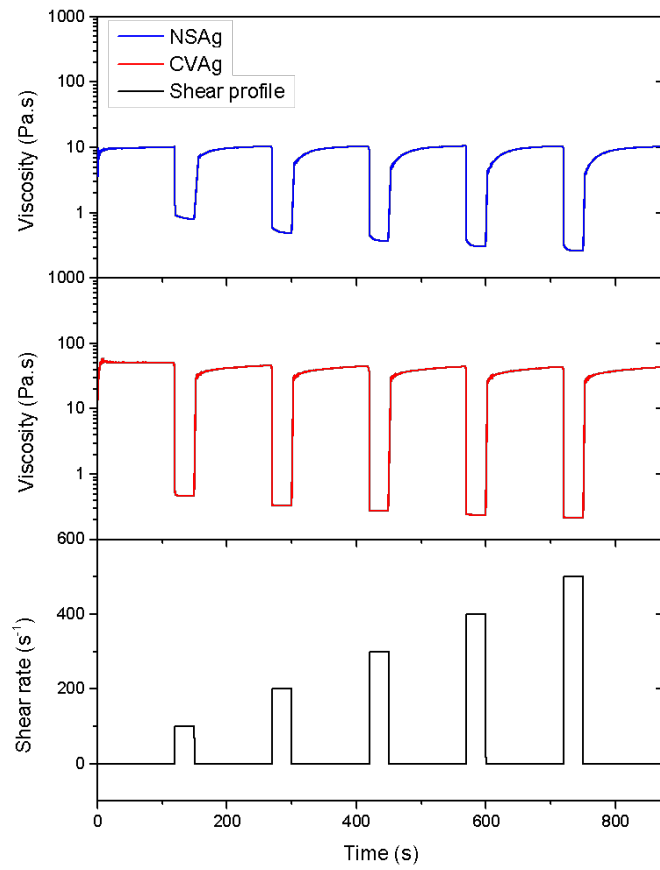 1000
NSAg
CVAg
Shear profile
100
10
1
Viscosity (Pa.s)
1000
100
10
1
Viscosity (Pa.s)
600
400
200
0
Shear rate (s⁻¹)
0 200 400 600 800
Time (s)